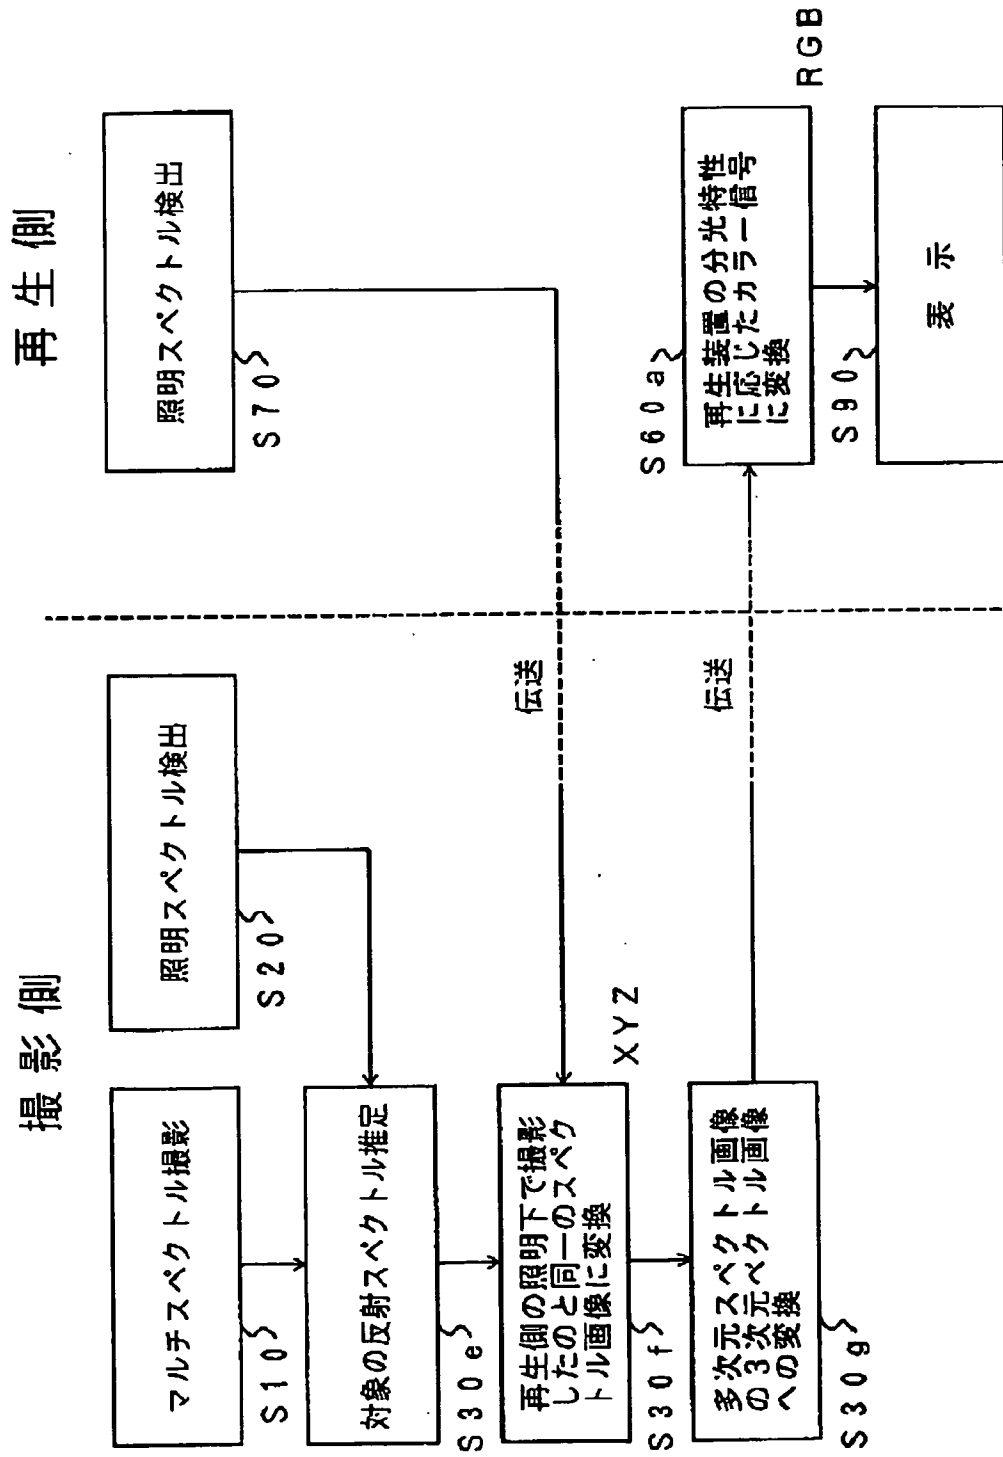 撮影側
再生側
マルチスペクトル撮影
S10
照明スペクトル検出
S20
照明スペクトル検出
S70
対象の反射スペクトル推定
S30e
伝送
再生側の照明下で撮影
したのと同一のスペク
トル画像に変換
S30f
XYZ
伝送
多次元スペクトル画像
の3次元ベクトル画像
への変換
S30g
S60a
再生装置の分光特性
に応じたカラー信号
に変換
RGB
S90
表示